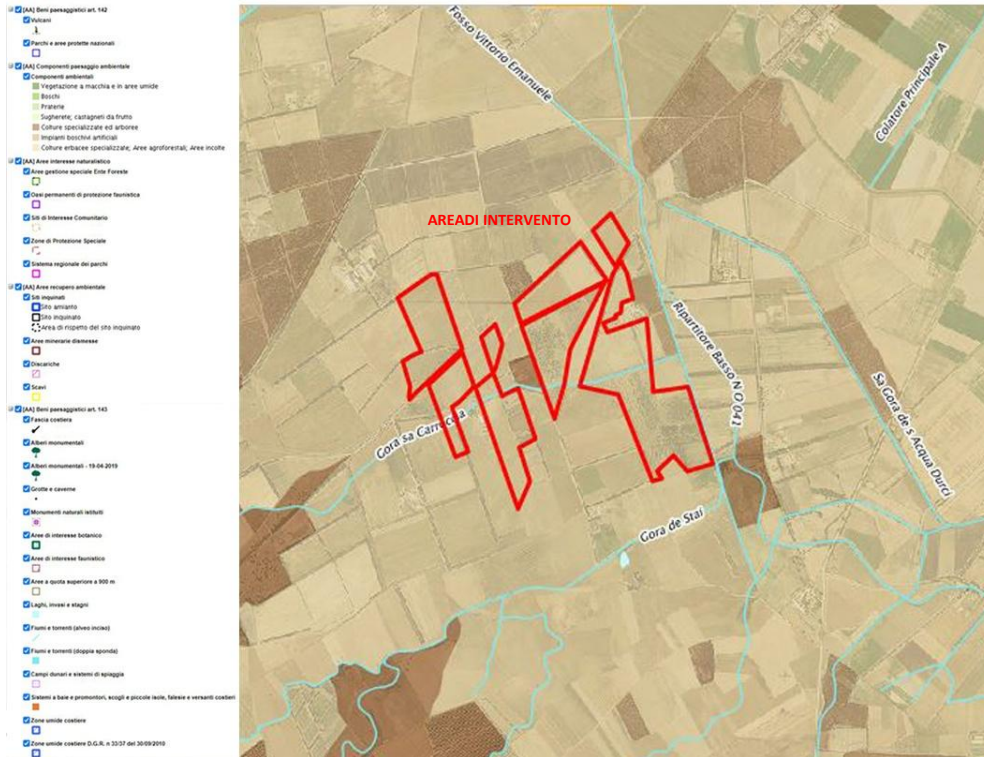 [AA] Beni paesaggistici art. 142
Vulcani
Parchi e aree protette nazionali
[AA] Componenti paesaggio ambientale
Componenti ambientali
Vegetazione a macchia e in aree umide
Boschi
Praterie
Sugherete; castagneti da frutto
Colture specializzate ed arboree
Impianti boschivi artificiali
Colture erbacee specializzate; Aree agroforestali; Aree incolte
[AA] Aree interesse naturalistico
Aree gestione speciale Ente Foreste
Oasi permanenti di protezione faunistica
Siti di Interesse Comunitario
Zone di Protezione Speciale
Sistema regionale dei parchi
[AA] Aree recupero ambientale
Siti inquinati
Sito amianto
Sito inquinato
Area di rispetto del sito inquinato
Aree minerarie dismesse
Discariche
Scavi
[AA] Beni paesaggistici art. 143
Fascia costiera
Alberi monumentali
Alberi monumentali - 19-04-2019
Grotte e caverne
Monumenti naturali istituiti
Aree di interesse botanico
Aree di interesse faunistico
Aree a quota superiore a 900 m
Laghi, invasi e stagni
Fiumi e torrenti (alveo inciso)
Fiumi e torrenti (doppia sponda)
Campi dunari e sistemi di spiaggia
Sistemi a baie e promontori, scogli e piccole isole, falesie e versanti costieri
Zone umide costiere
Zone umide costiere D.G.R. n 33/37 del 30/09/2010
Fosso Vittorio Emanuele
Colatore Principale A
AREADI INTERVENTO
Ripartitore Basso N O 041
Sa Gora de s Acqua Durci
Gora sa Carroccia
Gora de Stai